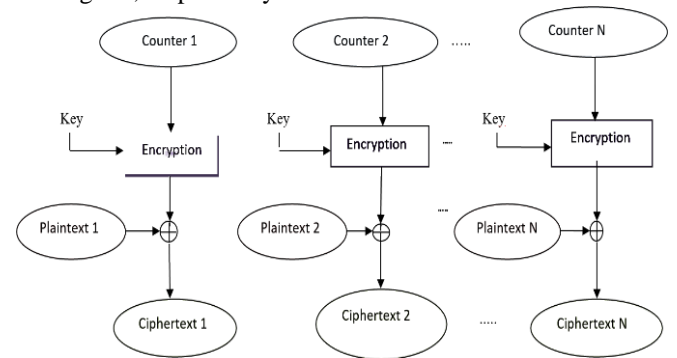 Counter 1 Counter 2 ..... Counter N
Key Key Key
Encryption Encryption .... Encryption
Plaintext 1 Plaintext 2 ..... Plaintext N
Ciphertext 1 Ciphertext 2 ..... Ciphertext N